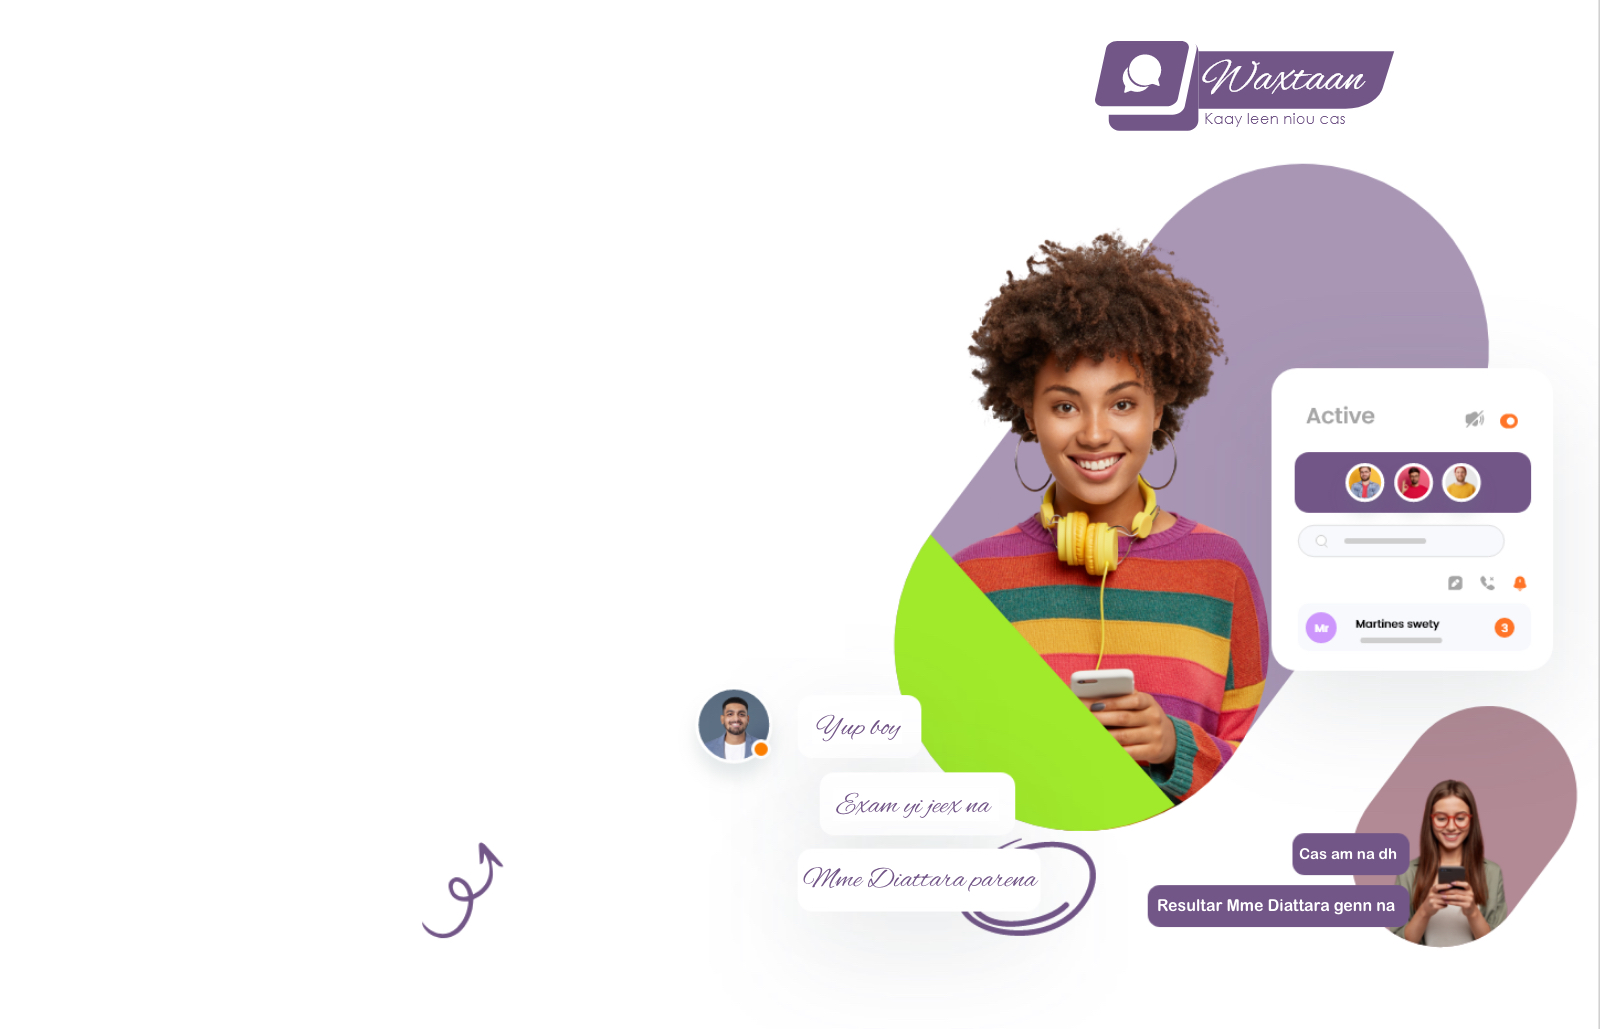 Waxtaan
Kaay leen niou cas
Active
Mr
Martines swety
3
Yup boy
Exam yi jeex na
Mme Diattara parena
Cas am na dh
Resultar Mme Diattara genn na